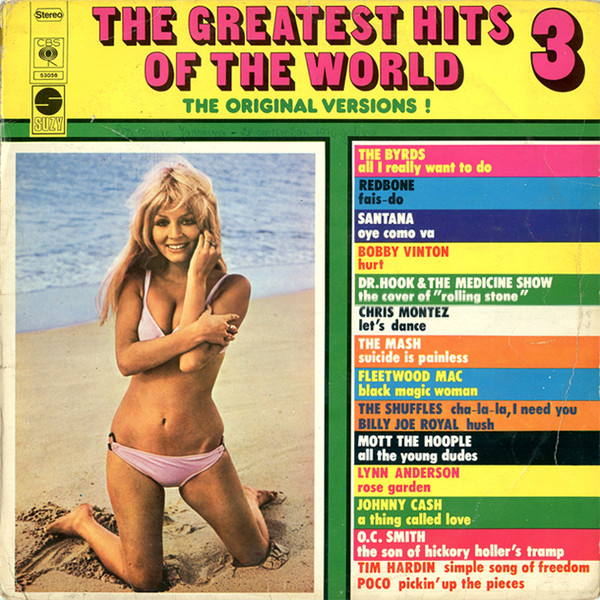 Stereo
CBS
53056
SUZY
THE GREATEST HITS
OF THE WORLD
3
THE ORIGINAL VERSIONS !
THE BYRDS
all I really want to do
REDBONE
fais-do
SANTANA
oye como va
BOBBY VINTON
hurt
DR. HOOK & THE MEDICINE SHOW
the cover of "rolling stone"
CHRIS MONTEZ
let's dance
THE MASH
suicide is painless
FLEETWOOD MAC
black magic woman
THE SHUFFLES cha-la-la, I need you
BILLY JOE ROYAL hush
MOTT THE HOOPLE
all the young dudes
LYNN ANDERSON
rose garden
JOHNNY CASH
a thing called love
O.C. SMITH
the son of hickory holler's tramp
TIM HARDIN simple song of freedom
POCO pickin' up the pieces